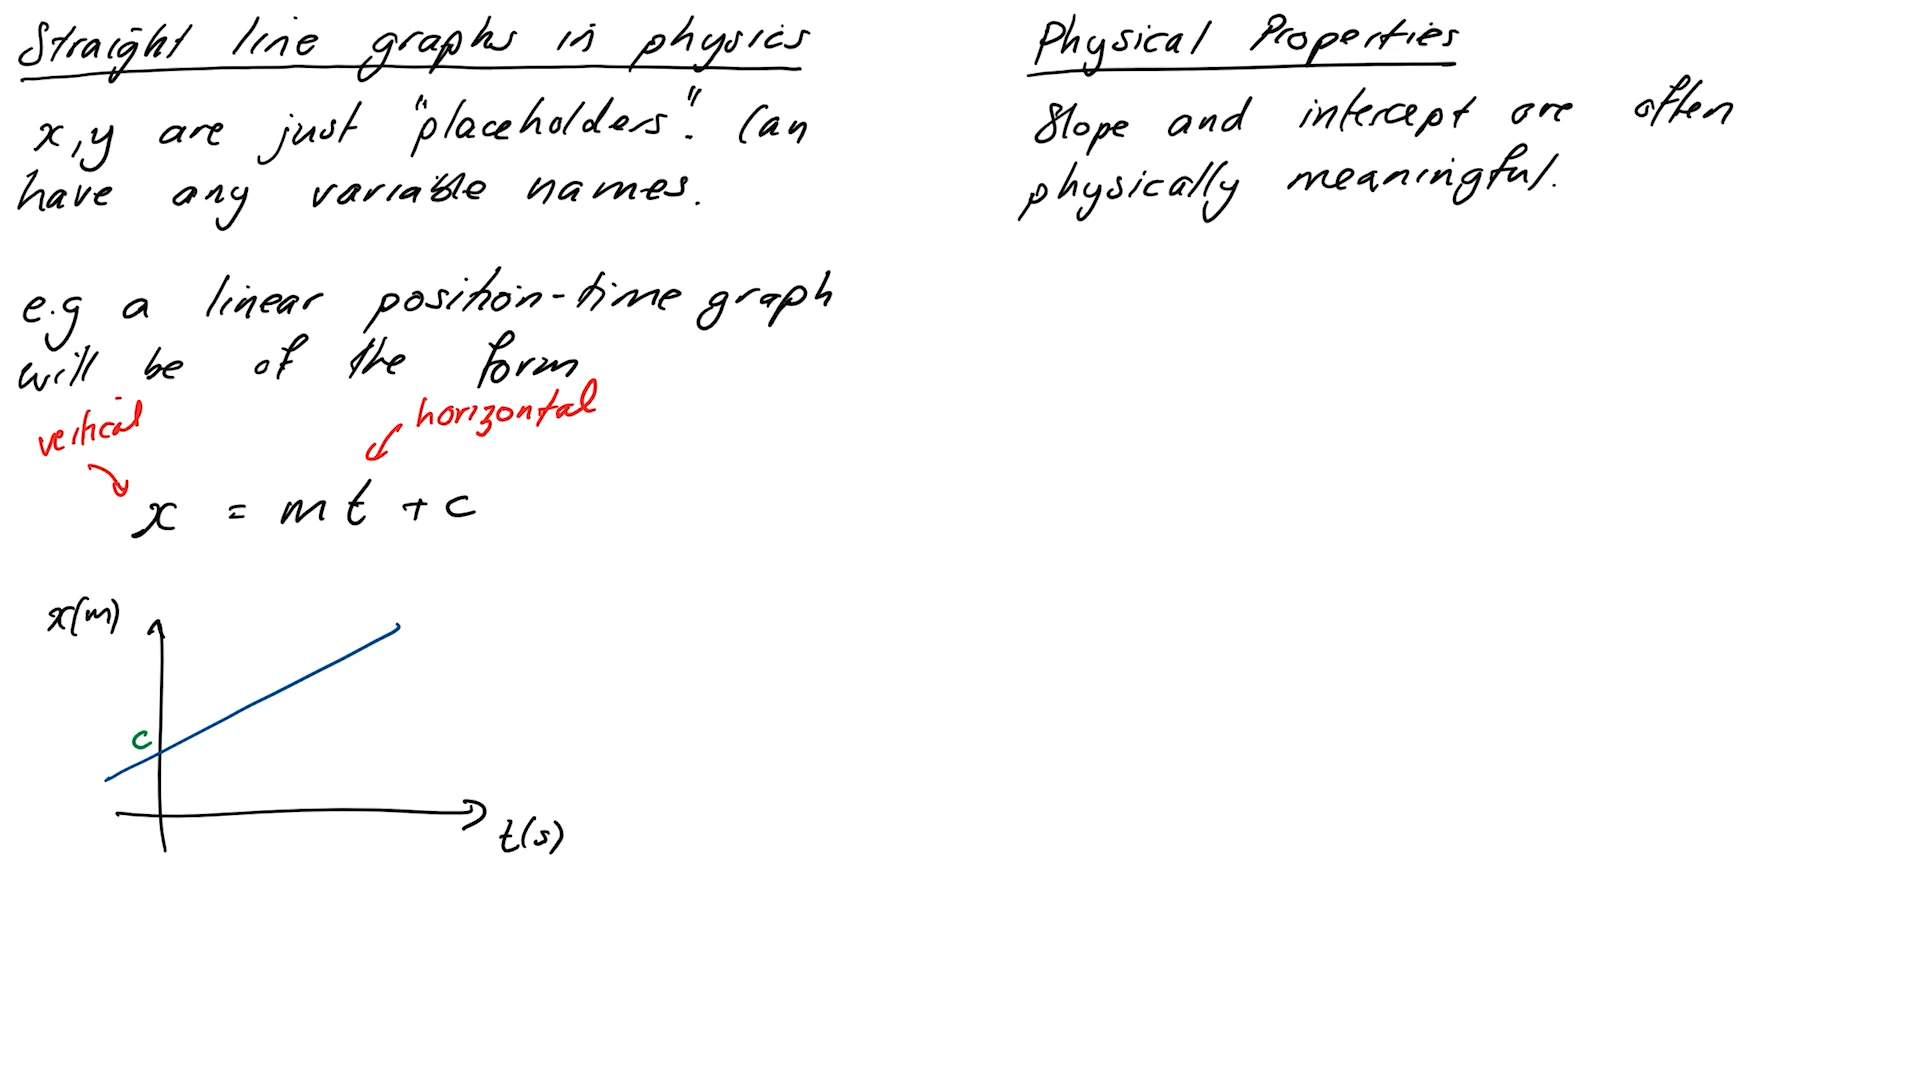 Straight line graphs in physics
x,y are just "placeholders". Can
have any variable names.
e.g a linear position-time graph
will be of the form
vertical
horizontal
x = mt + c
x(m)
c
t(s)
Physical Properties
Slope and intercept are often
physically meaningful.